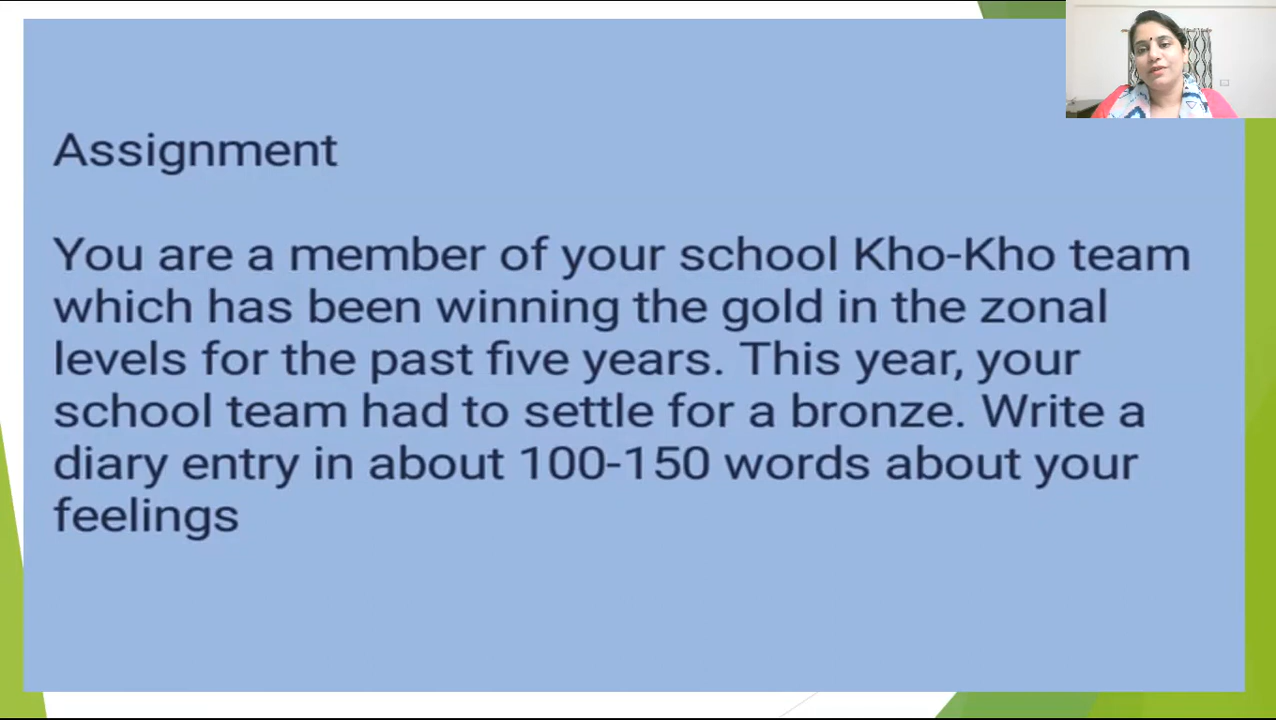 Assignment
You are a member of your school Kho-Kho team
which has been winning the gold in the zonal
levels for the past five years. This year, your
school team had to settle for a bronze. Write a
diary entry in about 100-150 words about your
feelings